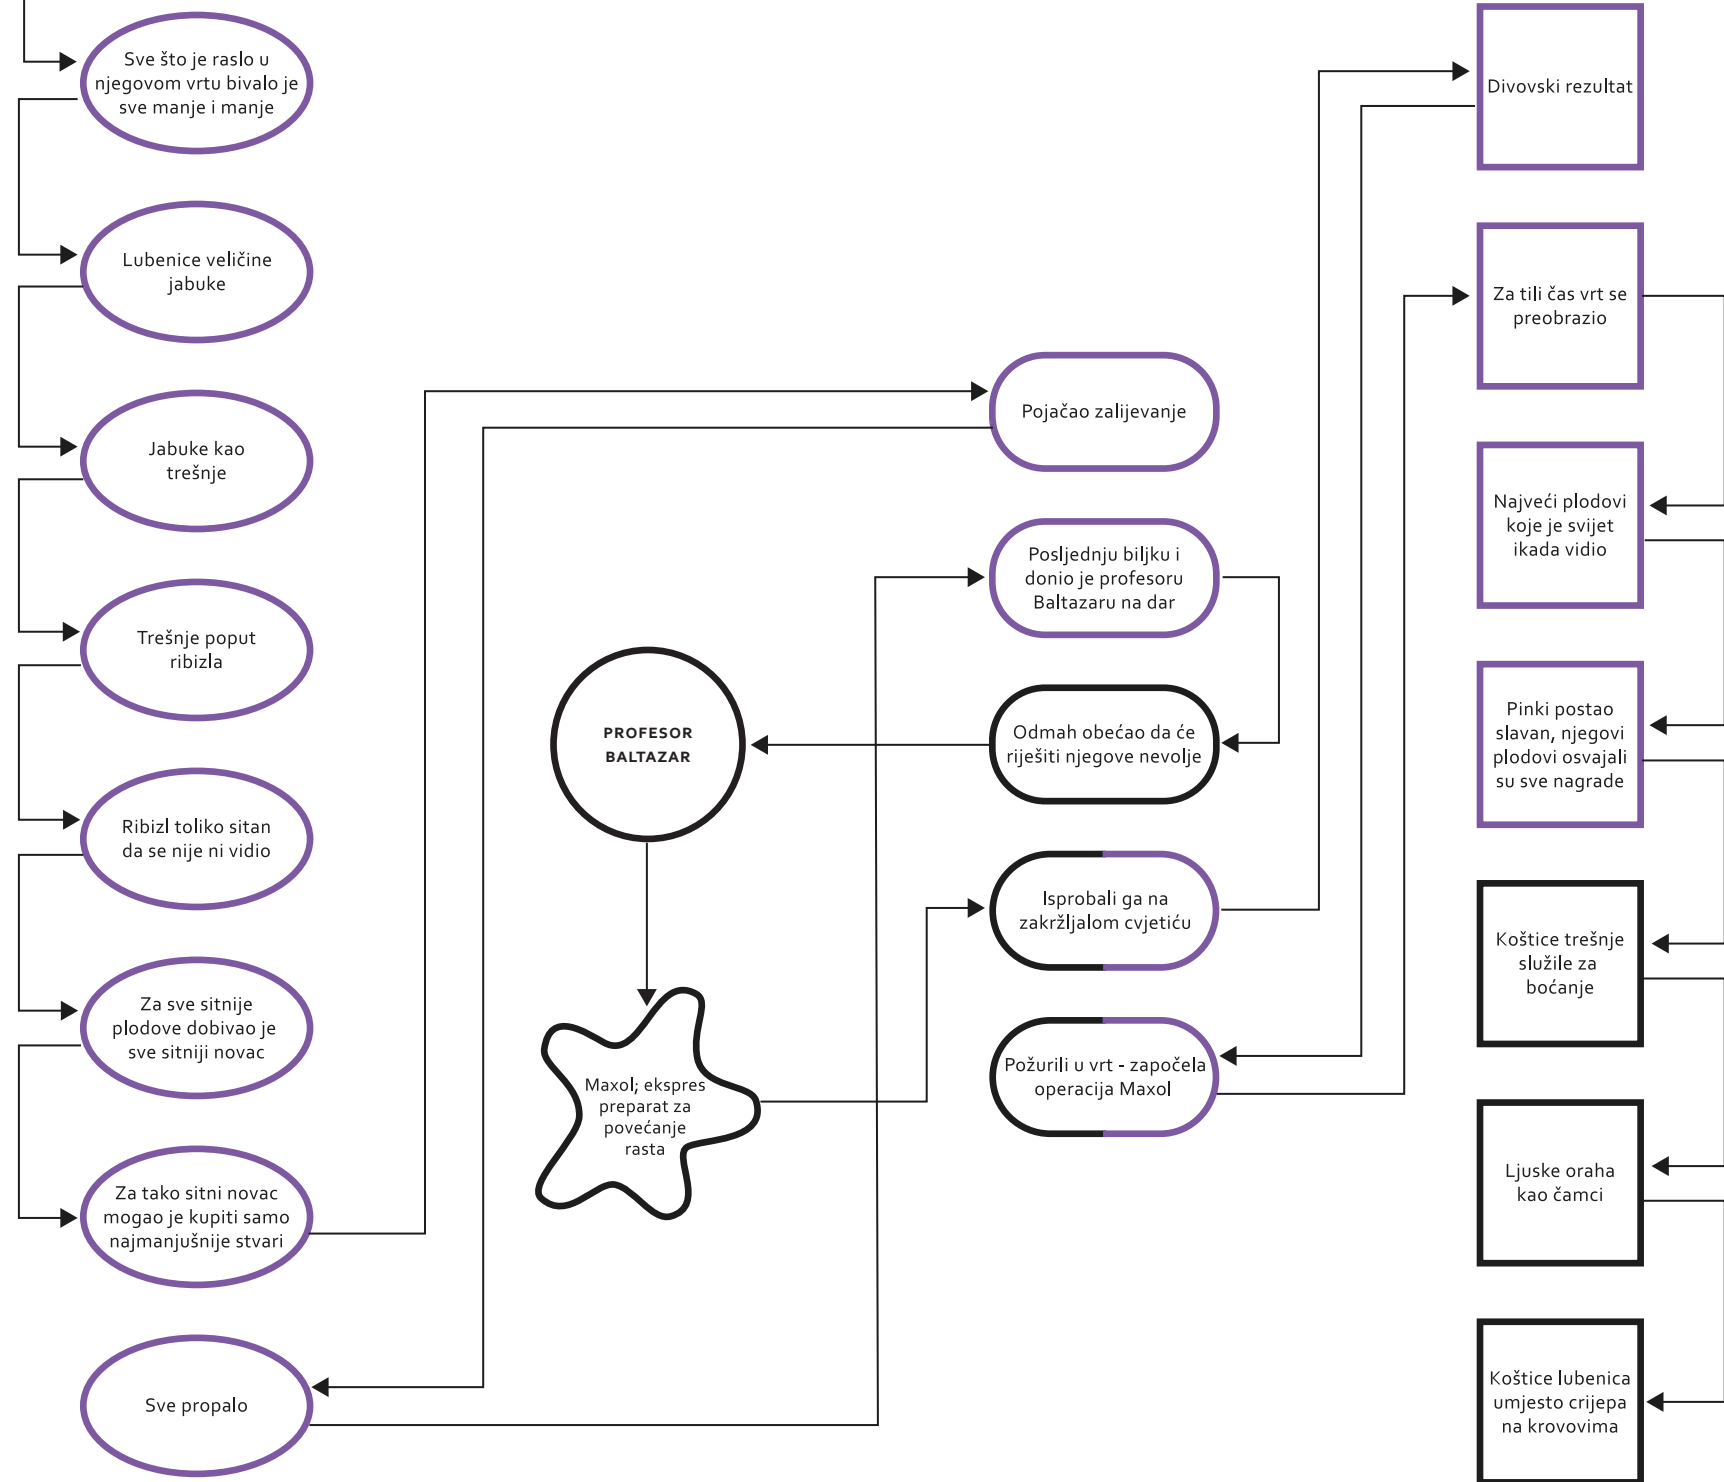 Sve što je raslo u
njegovom vrtu bivalo je
sve manje i manje
Lubenice veličine
jabuke
Jabuke kao
trešnje
Trešnje poput
ribizla
Ribizl toliko sitan
da se nije ni vidio
Za sve sitnije
plodove dobivao je
sve sitniji novac
Za tako sitni novac
mogao je kupiti samo
najmanjušnije stvari
Sve propalo
PROFESOR
BALTAZAR
Maxol; ekspres
preparat za
povećanje
rasta
Pojačao zalijevanje
Posljednju biljku i
donio je profesoru
Baltazaru na dar
Odmah obećao da će
riješiti njegove nevolje
Isprobali ga na
zakržljalom cvjetiću
Požurili u vrt - započela
operacija Maxol
Divovski rezultat
Za tili čas vrt se
preobrazio
Najveći plodovi
koje je svijet
ikada vidio
Pinki postao
slavan, njegovi
plodovi osvajali
su sve nagrade
Koštice trešnje
služile za
boćanje
Ljuske oraha
kao čamci
Koštice lubenica
umjesto crijepa
na krovovima